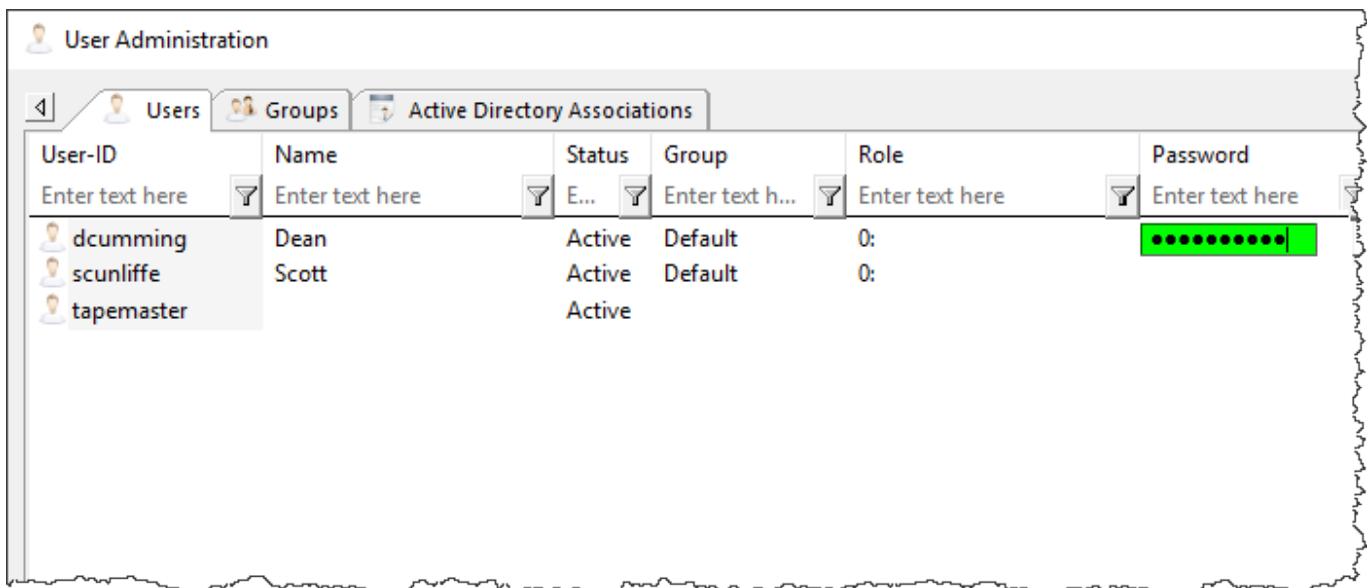 User Administration
Users Groups Active Directory Associations
User-ID Name Status Group Role Password
Enter text here Enter text here E... Enter text h... Enter text here Enter text here
dcumming Dean Active Default 0: ●●●●●●●●●●
scunliffe Scott Active Default 0:
tapemaster Active